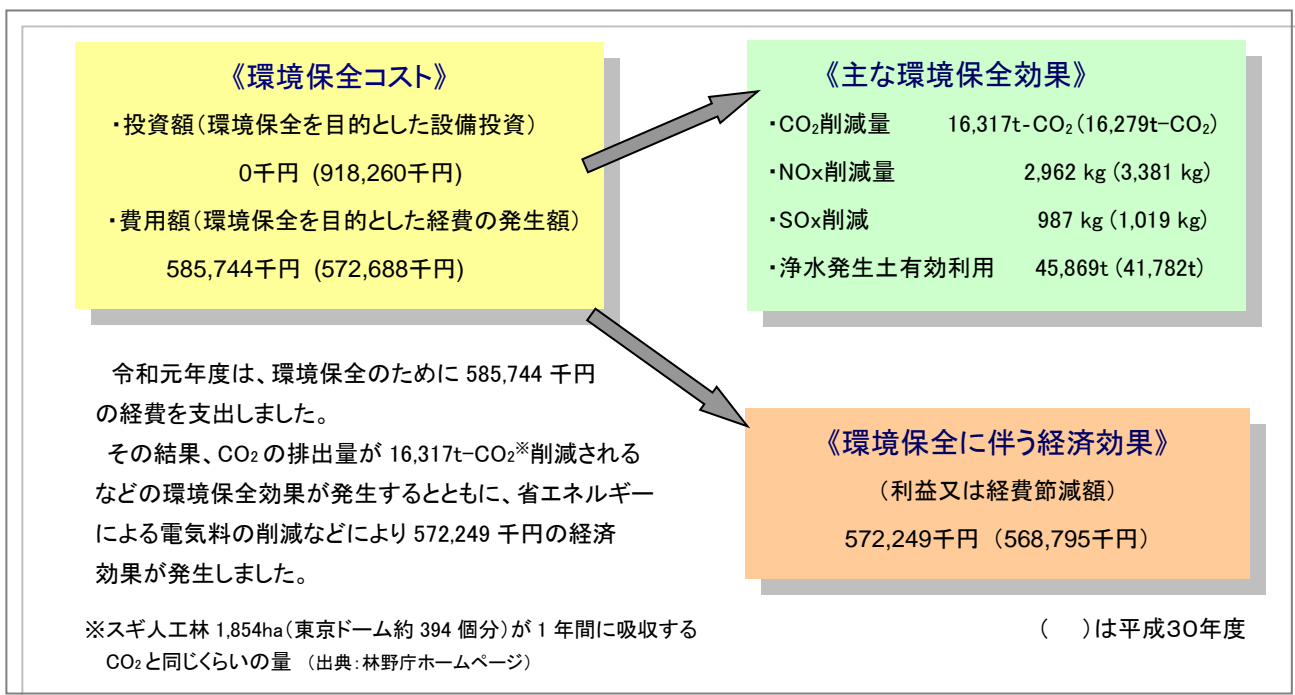 《環境保全コスト》
・投資額（環境保全を目的とした設備投資）
0千円 (918,260千円)
・費用額（環境保全を目的とした経費の発生額）
585,744千円 (572,688千円)
《主な環境保全効果》
・CO₂削減量 16,317t-CO₂(16,279t-CO₂)
・NOx削減量 2,962 kg (3,381 kg)
・SOx削減 987 kg (1,019 kg)
・浄水発生土有効利用 45,869t (41,782t)
令和元年度は、環境保全のために 585,744 千円
の経費を支出しました。
その結果、CO₂ の排出量が 16,317t-CO₂※削減される
などの環境保全効果が発生するとともに、省エネルギー
による電気料の削減などにより 572,249 千円の経済
効果が発生しました。
《環境保全に伴う経済効果》
（利益又は経費節減額）
572,249千円 （568,795千円）
※スギ人工林 1,854ha（東京ドーム約 394 個分）が 1 年間に吸収する
CO₂ と同じくらいの量 （出典：林野庁ホームページ）
（ ）は平成30年度